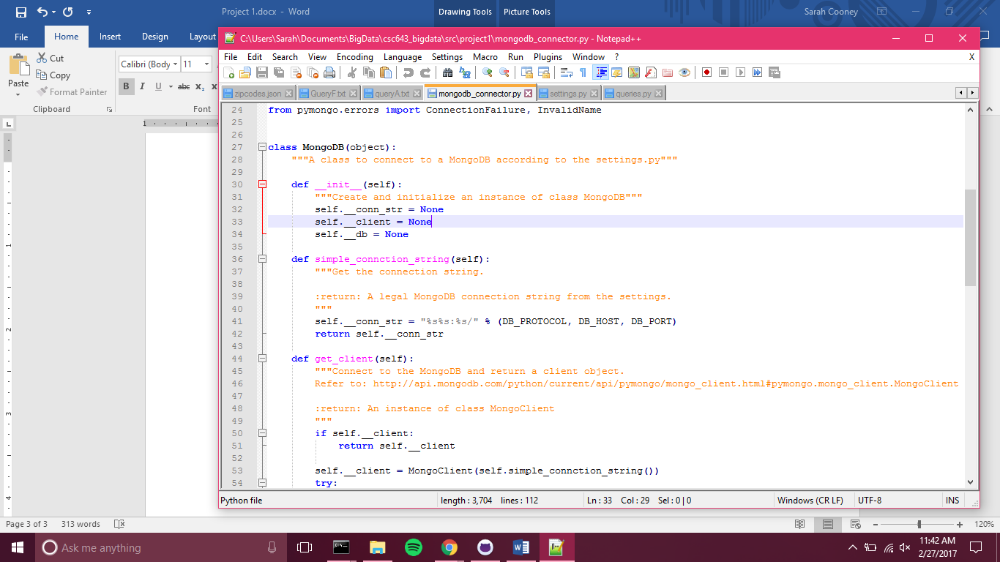 Project 1.docx - Word
Drawing Tools
Picture Tools
Sarah Cooney
File
Home
Insert
Design
Layout
Paste
Cut
Copy
Format Painter
Clipboard
Calibri (Body
11
B I U abc X₂ X
Font
L
1
C:\Users\Sarah\Documents\BigData\csc643_bigdata\src\project1\mongodb_connector.py - Notepad++
File Edit Search View Encoding Language Settings Macro Run Plugins Window ? X
zipcodes.json
QueryF.txt
queryA.txt
mongodb_connector.py
settings.py
queries.py
24 from pymongo.errors import ConnectionFailure, InvalidName
25
26
27 class MongoDB(object):
28 """A class to connect to a MongoDB according to the settings.py"""
29
30 def __init__(self):
31 """Create and initialize an instance of class MongoDB"""
32 self.__conn_str = None
33 self.__client = None
34 self.__db = None
35
36 def simple_connction_string(self):
37 """Get the connection string.
38
39 :return: A legal MongoDB connection string from the settings.
40 """
41 self.__conn_str = "%s%s:%s/" % (DB_PROTOCOL, DB_HOST, DB_PORT)
42 return self.__conn_str
43
44 def get_client(self):
45 """Connect to the MongoDB and return a client object.
46 Refer to: http://api.mongodb.com/python/current/api/pymongo/mongo_client.html#pymongo.mongo_client.MongoClient
47
48 :return: An instance of class MongoClient
49 """
50 if self.__client:
51 return self.__client
52
53 self.__client = MongoClient(self.simple_connction_string())
54 try:
1
2
3
4
Python file
length : 3,704 lines : 112
Ln : 33 Col : 29 Sel : 0 | 0
Windows (CR LF)
UTF-8
INS
Page 3 of 3
313 words
120%
Ask me anything
11:42 AM
2/27/2017